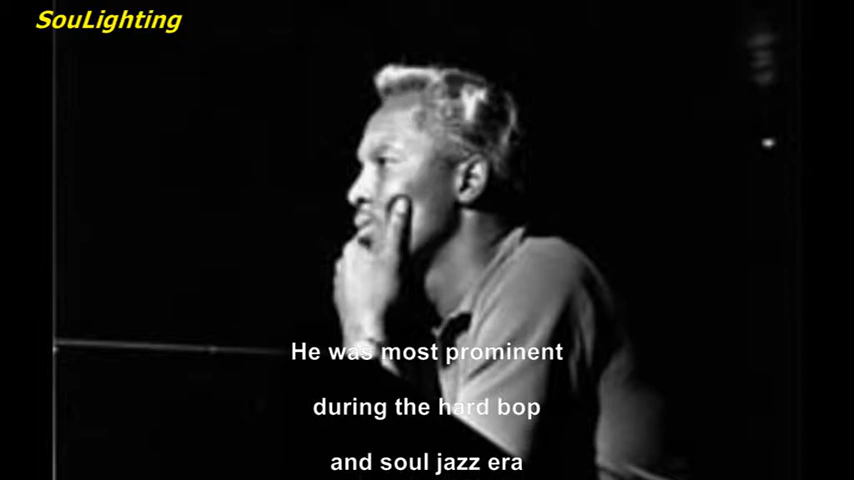 SouLighting
He was most prominent
during the hard bop
and soul jazz era